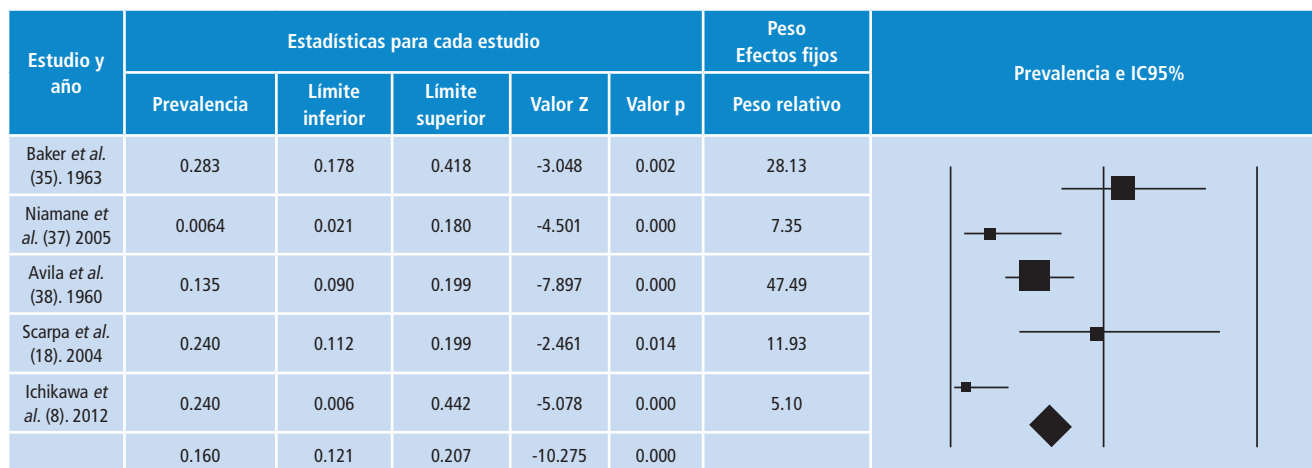 Estudio y año
Estadísticas para cada estudio
Peso
Efectos fijos
Prevalencia e IC95%
Prevalencia
Límite inferior
Límite superior
Valor Z
Valor p
Peso relativo
Baker et al. (35). 1963 0.283 0.178 0.418 -3.048 0.002 28.13
Niamane et al. (37) 2005 0.0064 0.021 0.180 -4.501 0.000 7.35
Avila et al. (38). 1960 0.135 0.090 0.199 -7.897 0.000 47.49
Scarpa et al. (18). 2004 0.240 0.112 0.199 -2.461 0.014 11.93
Ichikawa et al. (8). 2012 0.240 0.006 0.442 -5.078 0.000 5.10
0.160 0.121 0.207 -10.275 0.000